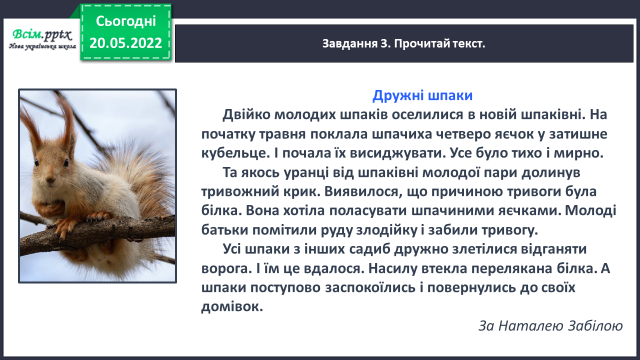 Всім.pptx
Нова українська школа
Сьогодні
20.05.2022
Завдання 3. Прочитай текст.
Дружні шпаки
Двійко молодих шпаків оселилися в новій шпаківні. На
початку травня поклала шпачиха четверо яєчок у затишне
кубельце. І почала їх висиджувати. Усе було тихо і мирно.
Та якось уранці від шпаківні молодої пари долинув
тривожний крик. Виявилося, що причиною тривоги була
білка. Вона хотіла поласувати шпачиними яєчками. Молоді
батьки помітили руду злодійку і забили тривогу.
Усі шпаки з інших садиб дружно злетілися відганяти
ворога. І їм це вдалося. Насилу втекла перелякана білка. А
шпаки поступово заспокоїлись і повернулись до своїх
домівок.
За Наталею Забілою